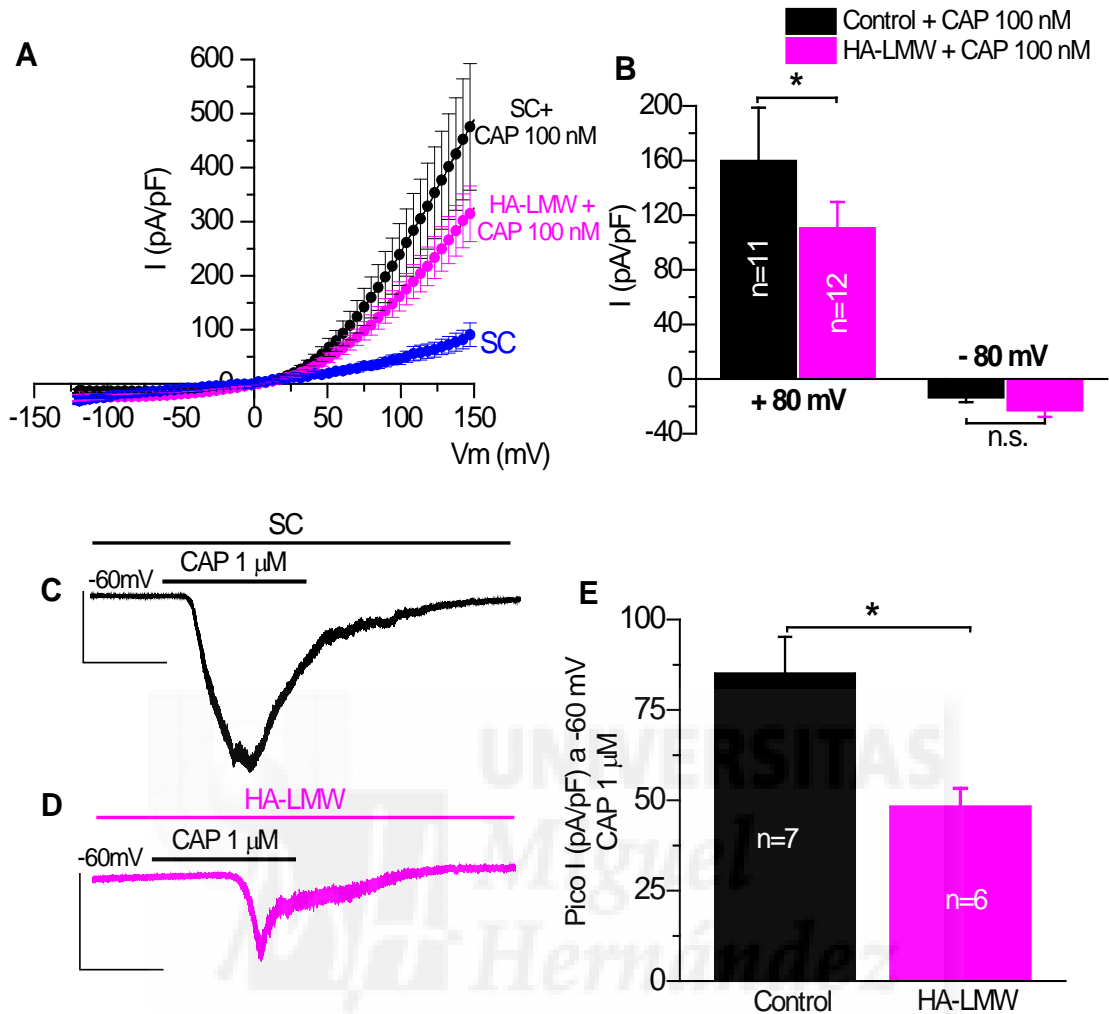 Control + CAP 100 nM
HA-LMW + CAP 100 nM
A
600
500
400
300
200
100
0
I (pA/pF)
SC+
CAP 100 nM
HA-LMW +
CAP 100 nM
SC
-150
-100
-50
0
50
100
150
Vm (mV)
B
*
200
160
120
80
40
0
-40
I (pA/pF)
n=11
n=12
+ 80 mV
- 80 mV
n.s.
SC
CAP 1 µM
C
-60mV
HA-LMW
D
CAP 1 µM
-60mV
E
*
100
75
50
25
0
Pico I (pA/pF) a -60 mV
CAP 1 µM
n=7
n=6
Control
HA-LMW
UNIVERSITAS
Miguel
Hernández